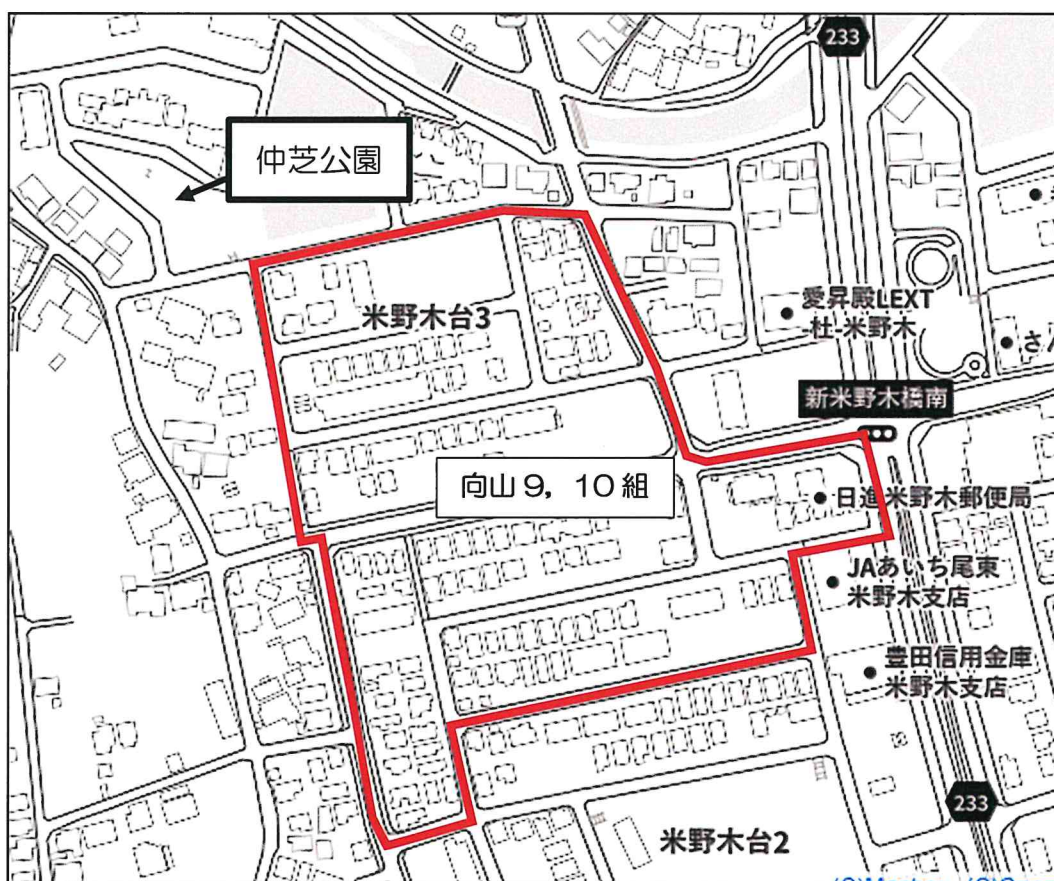 233
仲芝公園
米野木台3
愛昇殿LEXT
杜 米野木
さん
新米野木橋南
向山9, 10組
日進米野木郵便局
JAあいち尾東
米野木支店
豊田信用金庫
米野木支店
233
米野木台2